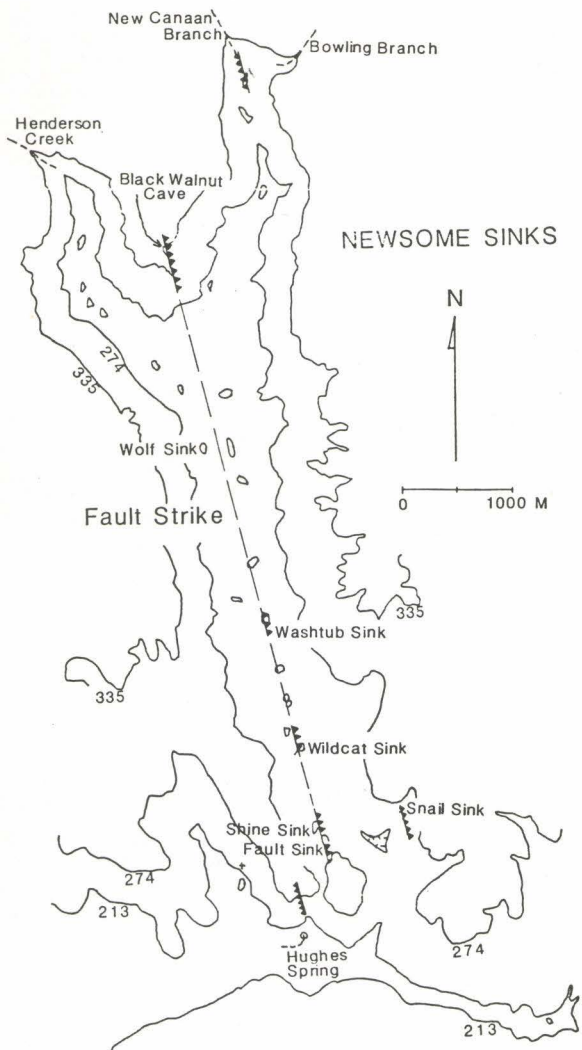 New Canaan
Branch
Bowling Branch
Henderson
Creek
Black Walnut
Cave
NEWSOME SINKS
N
274
335
Wolf Sink
0 1000 M
Fault Strike
335
Washtub Sink
335
Wildcat Sink
Snail Sink
Shine Sink
Fault Sink
274
213
274
Hughes
Spring
213